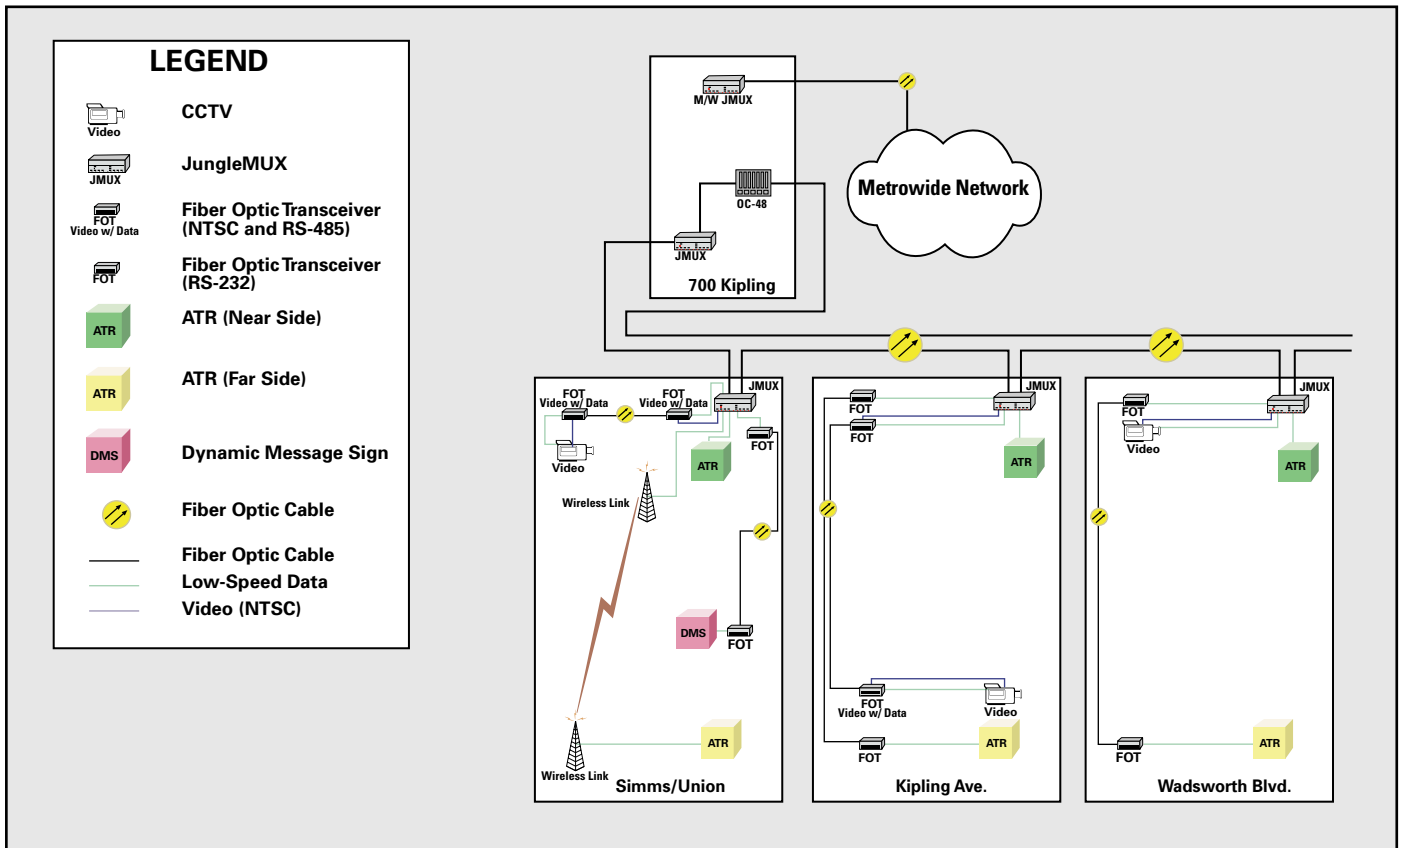 LEGEND
Video
CCTV
JMUX
JungleMUX
FOT
Video w/ Data
Fiber Optic Transceiver
(NTSC and RS-485)
FOT
Fiber Optic Transceiver
(RS-232)
ATR
ATR (Near Side)
ATR
ATR (Far Side)
DMS
Dynamic Message Sign
Fiber Optic Cable
Fiber Optic Cable
Low-Speed Data
Video (NTSC)
M/W JMUX
OC-48
JMUX
700 Kipling
Metrowide Network
JMUX
FOT
Video w/ Data
FOT
Video w/ Data
FOT
Video
ATR
Wireless Link
DMS
FOT
ATR
Wireless Link
Simms/Union
JMUX
FOT
FOT
ATR
FOT
Video w/ Data
Video
FOT
ATR
Kipling Ave.
JMUX
FOT
Video
ATR
FOT
ATR
Wadsworth Blvd.